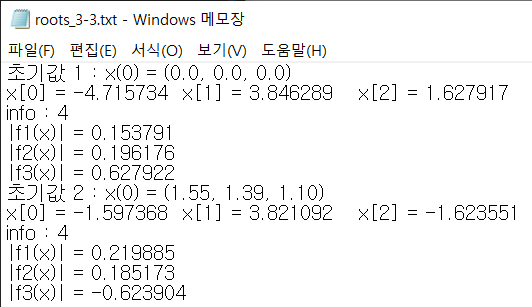 roots_3-3.txt - Windows 메모장
파일(F) 편집(E) 서식(O) 보기(V) 도움말(H)
초기값 1 : x(0) = (0.0, 0.0, 0.0)
x[0] = -4.715734 x[1] = 3.846289 x[2] = 1.627917
info : 4
|f1(x)| = 0.153791
|f2(x)| = 0.196176
|f3(x)| = 0.627922
초기값 2 : x(0) = (1.55, 1.39, 1.10)
x[0] = -1.597368 x[1] = 3.821092 x[2] = -1.623551
info : 4
|f1(x)| = 0.219885
|f2(x)| = 0.185173
|f3(x)| = -0.623904